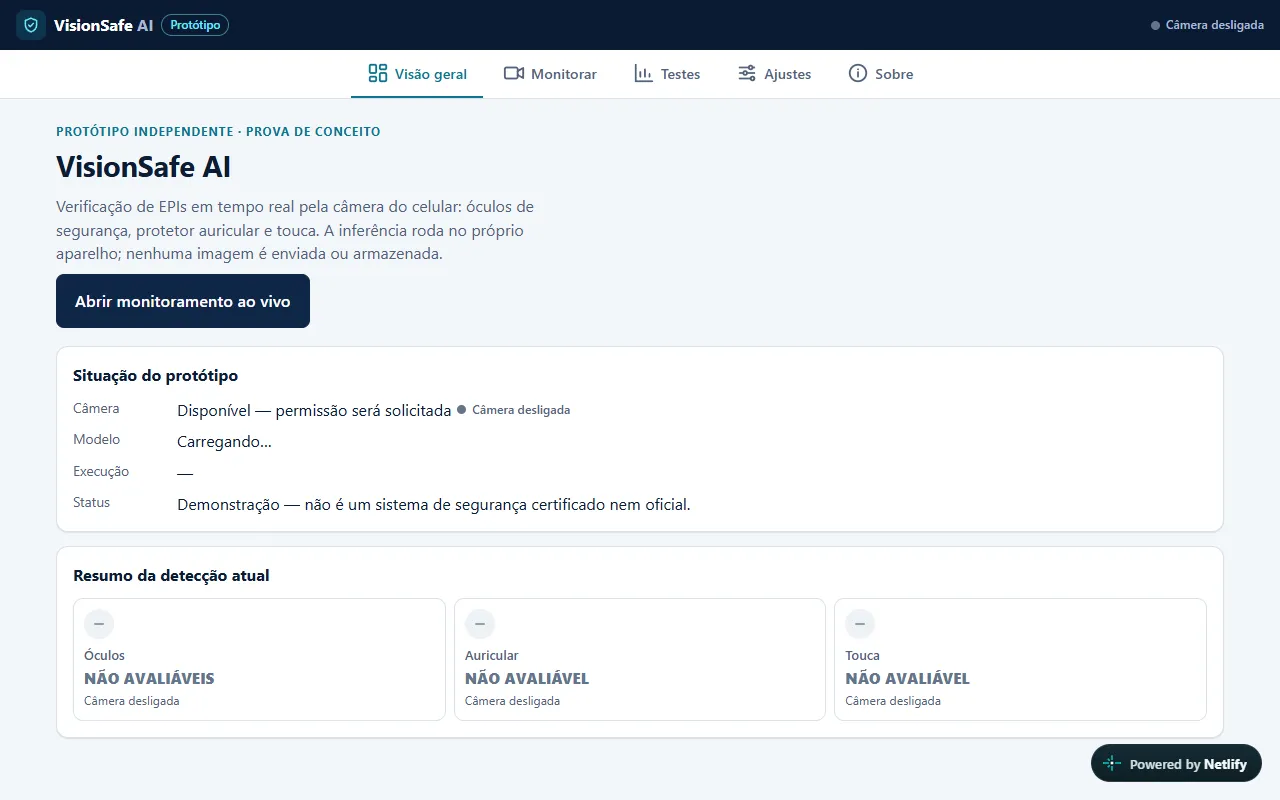 VisionSafe AI Protótipo
Câmera desligada
Visão geral
Monitorar
Testes
Ajustes
Sobre
PROTÓTIPO INDEPENDENTE · PROVA DE CONCEITO
VisionSafe AI
Verificação de EPIs em tempo real pela câmera do celular: óculos de
segurança, protetor auricular e touca. A inferência roda no próprio
aparelho; nenhuma imagem é enviada ou armazenada.
Abrir monitoramento ao vivo
Situação do protótipo
Câmera Disponível — permissão será solicitada Câmera desligada
Modelo Carregando...
Execução —
Status Demonstração — não é um sistema de segurança certificado nem oficial.
Resumo da detecção atual
Óculos
NÃO AVALIÁVEIS
Câmera desligada
Auricular
NÃO AVALIÁVEL
Câmera desligada
Touca
NÃO AVALIÁVEL
Câmera desligada
Powered by Netlify